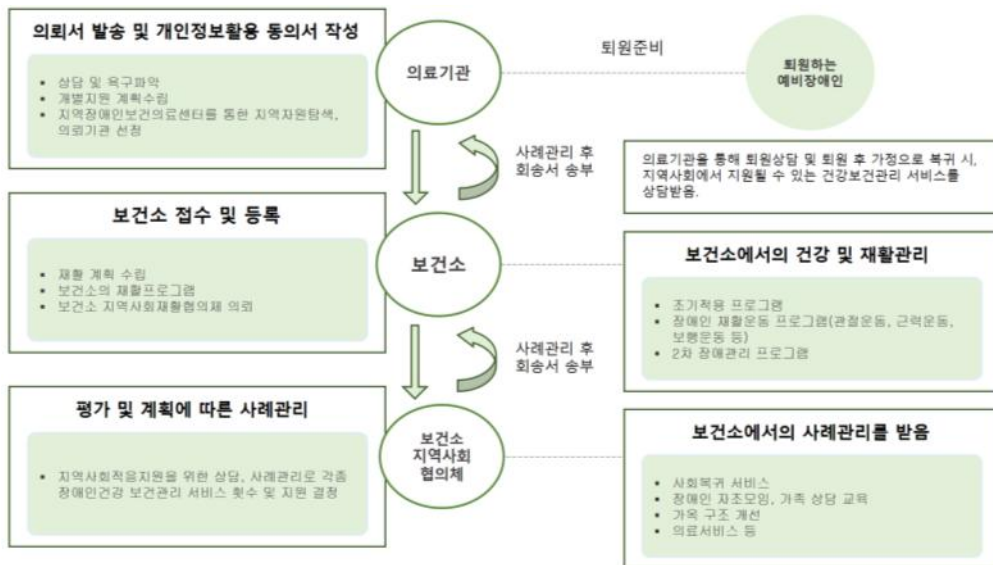 의뢰서 발송 및 개인정보활용 동의서 작성
• 상담 및 욕구파악
• 개별지원 계획수립
• 지역장애인보건의료센터를 통한 지역자원탐색,
의뢰기관 선정
의료기관
퇴원준비
퇴원하는
예비장애인
사례관리 후
회송서 송부
의료기관을 통해 퇴원상담 및 퇴원 후 가정으로 복귀 시,
지역사회에서 지원될 수 있는 건강보건관리 서비스를
상담받음.
보건소 접수 및 등록
• 재활 계획 수립
• 보건소의 재활프로그램
• 보건소 지역사회재활협의체 의뢰
보건소
보건소에서의 건강 및 재활관리
• 조기적용 프로그램
• 장애인 재활운동 프로그램(관절운동, 근력운동,
보행운동 등)
• 2차 장애관리 프로그램
사례관리 후
회송서 송부
평가 및 계획에 따른 사례관리
• 지역사회적응지원을 위한 상담, 사례관리로 각종
장애인건강 보건관리 서비스 횟수 및 지원 결정
보건소
지역사회
협의체
보건소에서의 사례관리를 받음
• 사회복귀 서비스
• 장애인 자조모임, 가족 상담 교육
• 가옥 구조 개선
• 의료서비스 등